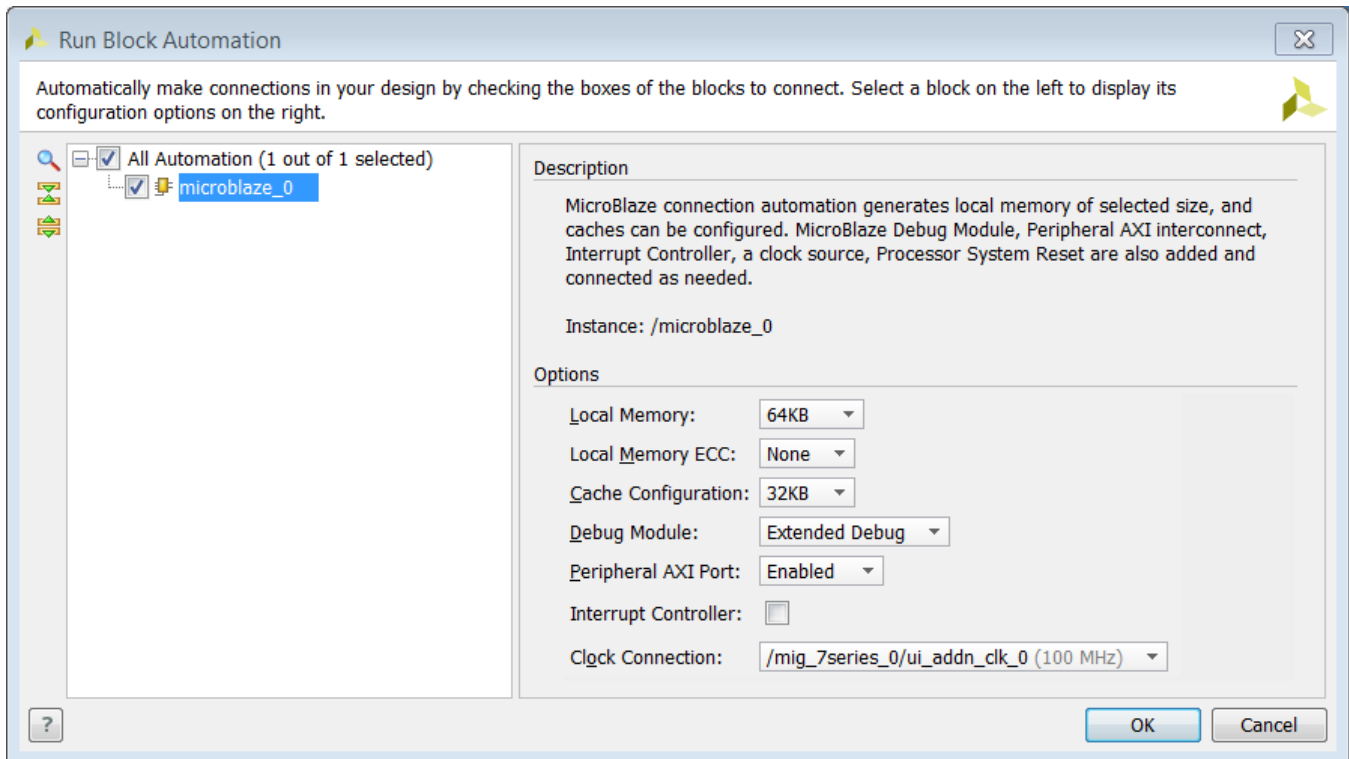 Run Block Automation
Automatically make connections in your design by checking the boxes of the blocks to connect. Select a block on the left to display its
configuration options on the right.
All Automation (1 out of 1 selected)
microblaze_0
Description
MicroBlaze connection automation generates local memory of selected size, and
caches can be configured. MicroBlaze Debug Module, Peripheral AXI interconnect,
Interrupt Controller, a clock source, Processor System Reset are also added and
connected as needed.
Instance: /microblaze_0
Options
Local Memory: 64KB
Local Memory ECC: None
Cache Configuration: 32KB
Debug Module: Extended Debug
Peripheral AXI Port: Enabled
Interrupt Controller:
Clock Connection: /mig_7series_0/ui_addn_clk_0 (100 MHz)
? OK Cancel